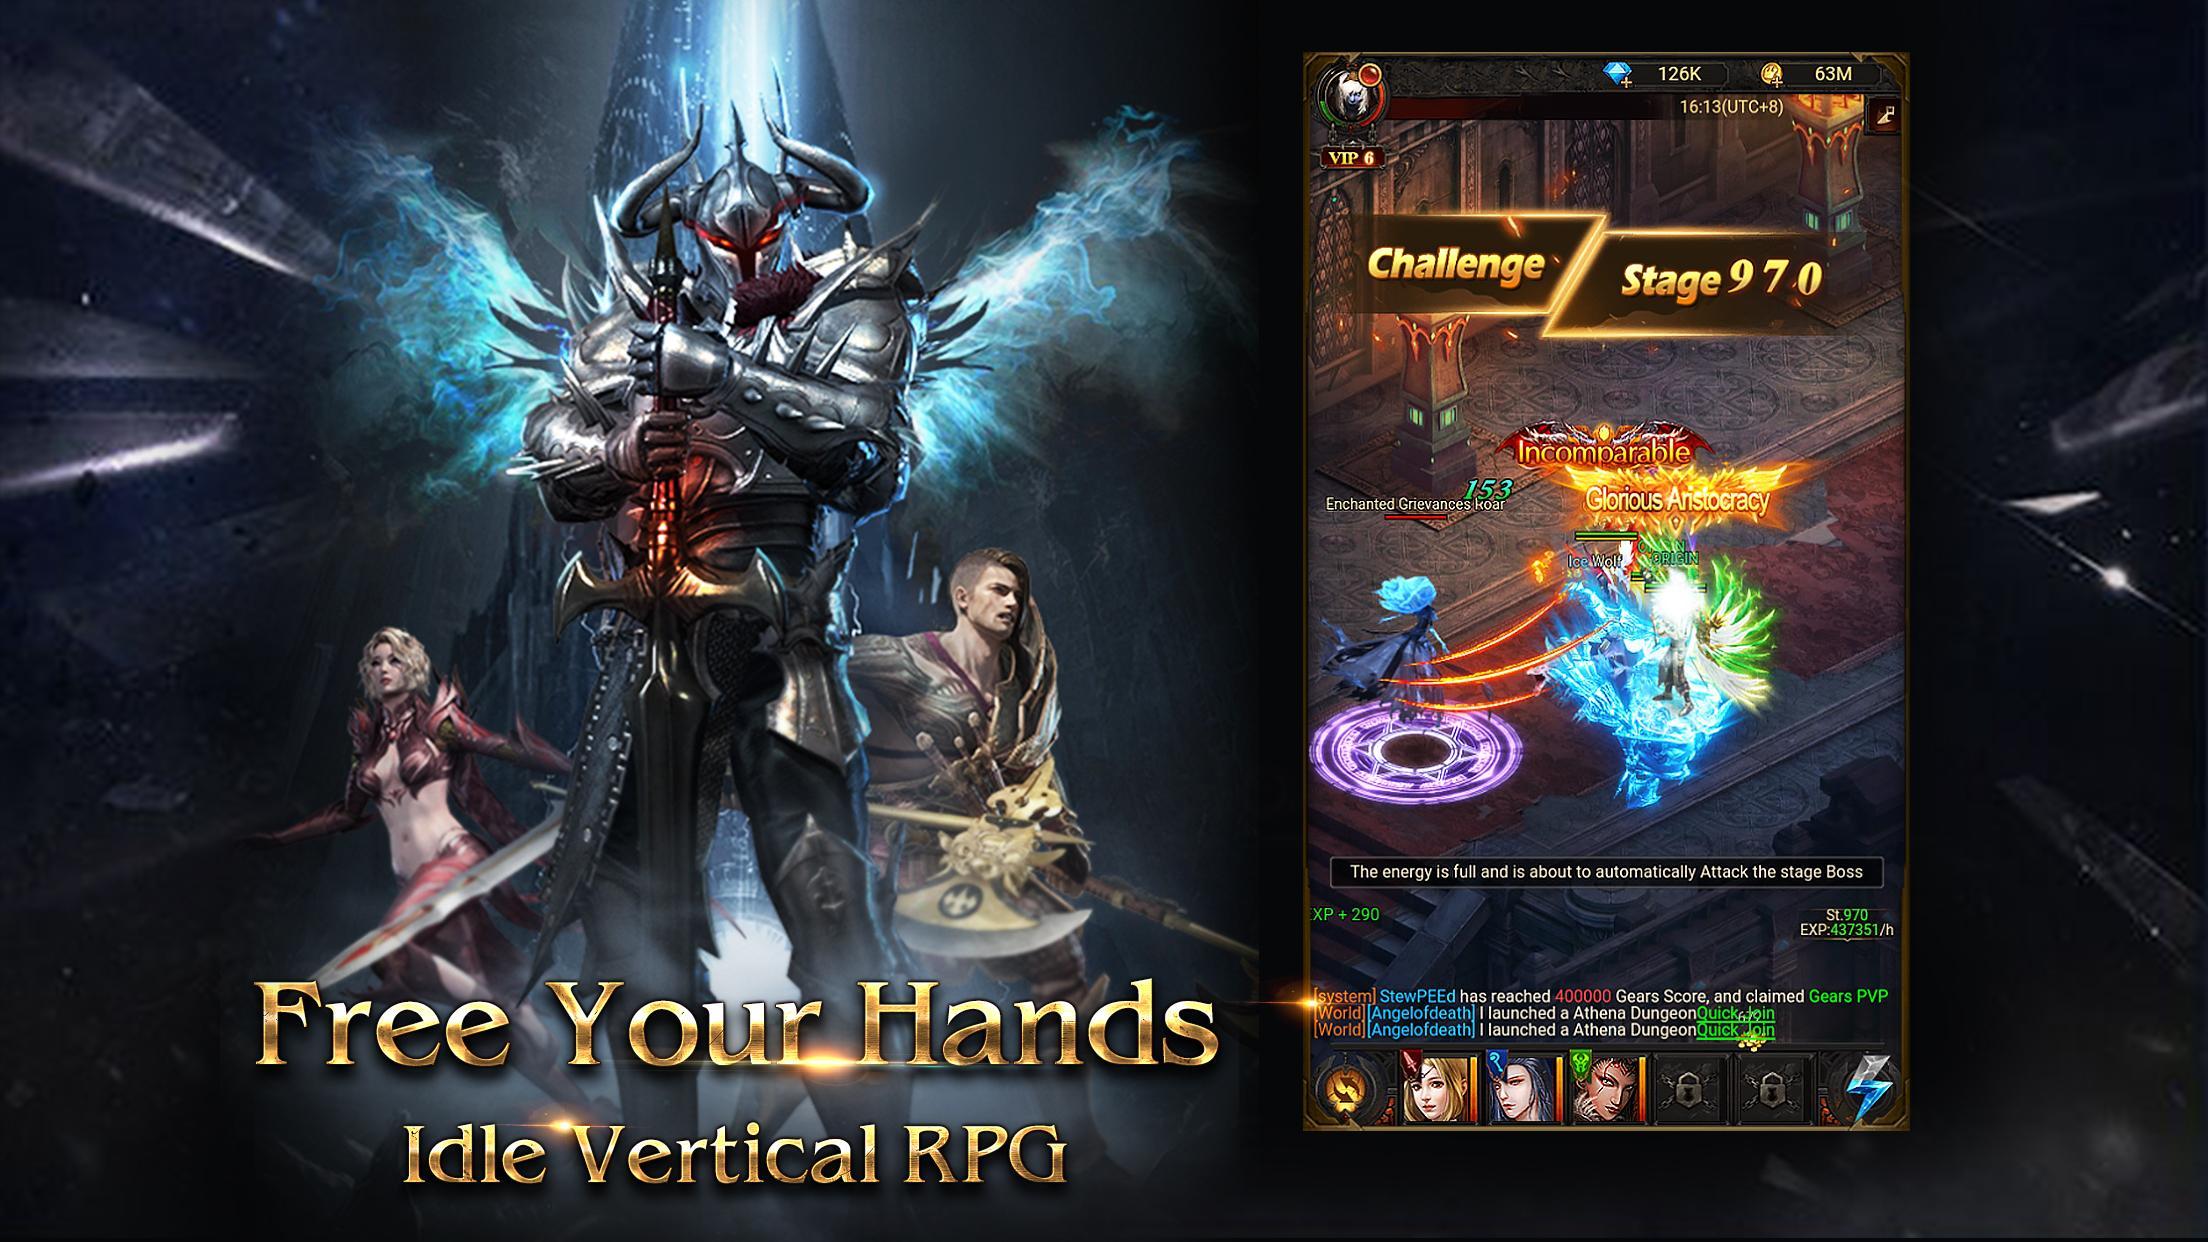 Free Your Hands
Idle Vertical RPG
126K
63M
16:13(UTC+8)
VIP 6
Challenge
Stage 970
Incomparable
Glorious Aristocracy
153
Enchanted Grievances Roar
Ice Wolf
ORIGIN
The energy is full and is about to automatically Attack the stage Boss
EXP + 290
St.970
EXP:437351/h
[system] StewPEEd has reached 400000 Gears Score, and claimed Gears PVP
[World][Angelofdeath] I launched a Athena DungeonQuick Join
[World][Angelofdeath] I launched a Athena DungeonQuick Join